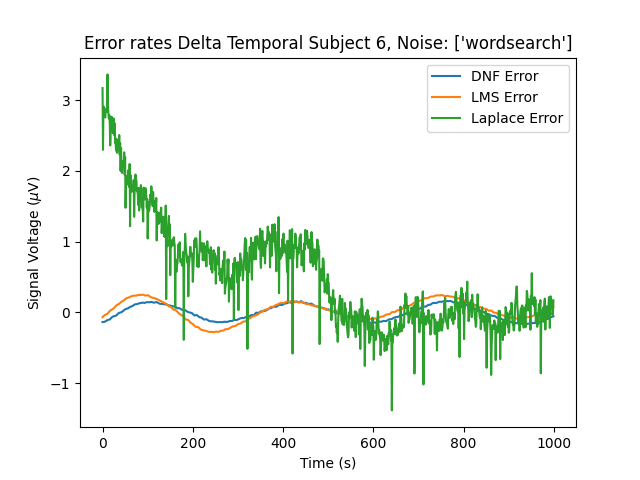 Error rates Delta Temporal Subject 6, Noise: ['wordsearch']
DNF Error
LMS Error
Laplace Error
Signal Voltage (μV)
3
2
1
0
−1
0 200 400 600 800 1000
Time (s)